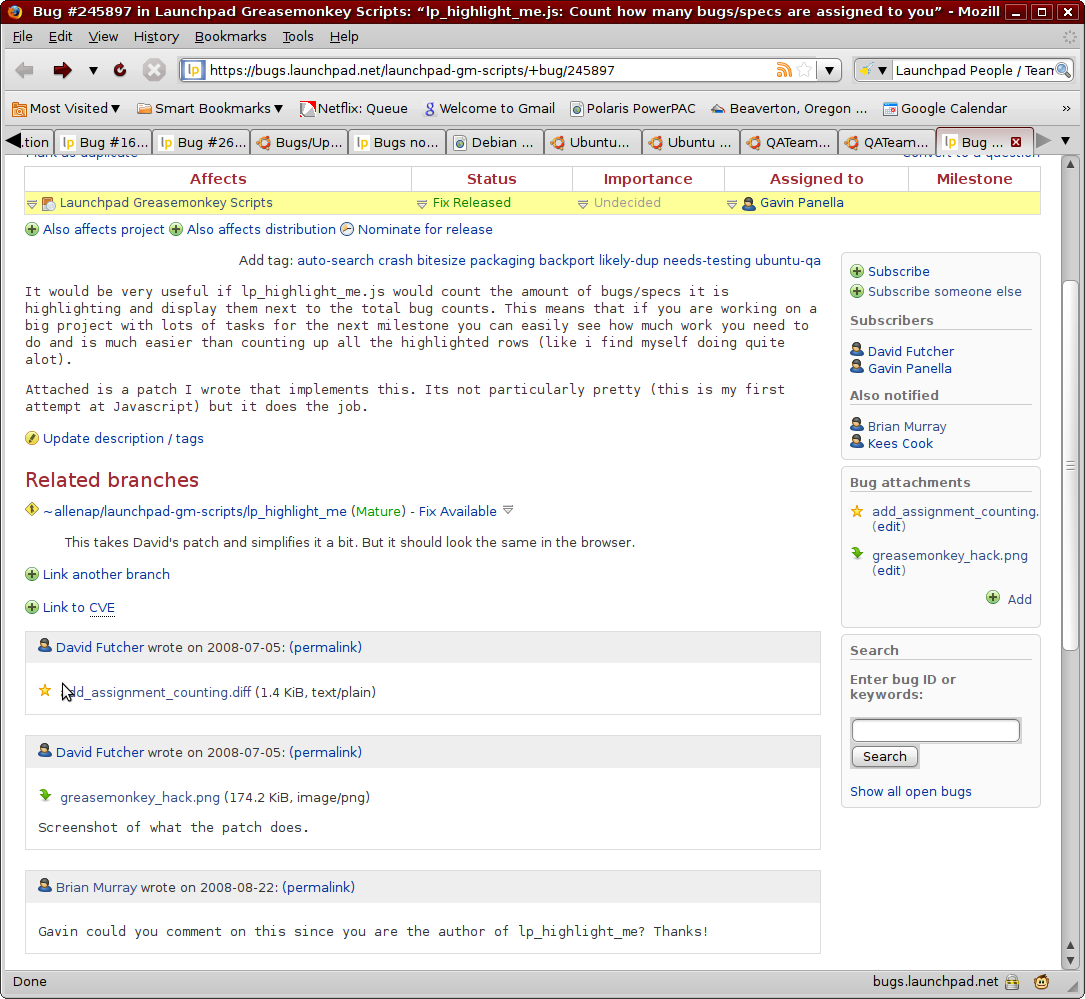 Bug #245897 in Launchpad Greasemonkey Scripts: “lp_highlight_me.js: Count how many bugs/specs are assigned to you” - Mozill
File Edit View History Bookmarks Tools Help
lp https://bugs.launchpad.net/launchpad-gm-scripts/+bug/245897 Launchpad People / Team
Most Visited Smart Bookmarks Netflix: Queue Welcome to Gmail Polaris PowerPAC Beaverton, Oregon ... Google Calendar »
...tion lp Bug #16... lp Bug #26... Bugs/Up... lp Bugs no... Debian ... Ubuntu... Ubuntu ... QATeam... QATeam... lp Bug ...
Mark as duplicate Convert to a question
Affects Status Importance Assigned to Milestone
Launchpad Greasemonkey Scripts Fix Released Undecided Gavin Panella
Also affects project Also affects distribution Nominate for release
Add tag: auto-search crash bitesize packaging backport likely-dup needs-testing ubuntu-qa
It would be very useful if lp_highlight_me.js would count the amount of bugs/specs it is
highlighting and display them next to the total bug counts. This means that if you are working on a
big project with lots of tasks for the next milestone you can easily see how much work you need to
do and is much easier than counting up all the highlighted rows (like i find myself doing quite
alot).
Attached is a patch I wrote that implements this. Its not particularly pretty (this is my first
attempt at Javascript) but it does the job.
Update description / tags
Related branches
~allenap/launchpad-gm-scripts/lp_highlight_me (Mature) - Fix Available
This takes David's patch and simplifies it a bit. But it should look the same in the browser.
Link another branch
Link to CVE
David Futcher wrote on 2008-07-05: (permalink)
add_assignment_counting.diff (1.4 KiB, text/plain)
David Futcher wrote on 2008-07-05: (permalink)
greasemonkey_hack.png (174.2 KiB, image/png)
Screenshot of what the patch does.
Brian Murray wrote on 2008-08-22: (permalink)
Gavin could you comment on this since you are the author of lp_highlight_me? Thanks!
Subscribe
Subscribe someone else
Subscribers
David Futcher
Gavin Panella
Also notified
Brian Murray
Kees Cook
Bug attachments
add_assignment_counting.
(edit)
greasemonkey_hack.png
(edit)
Add
Search
Enter bug ID or
keywords:
Search
Show all open bugs
Done bugs.launchpad.net